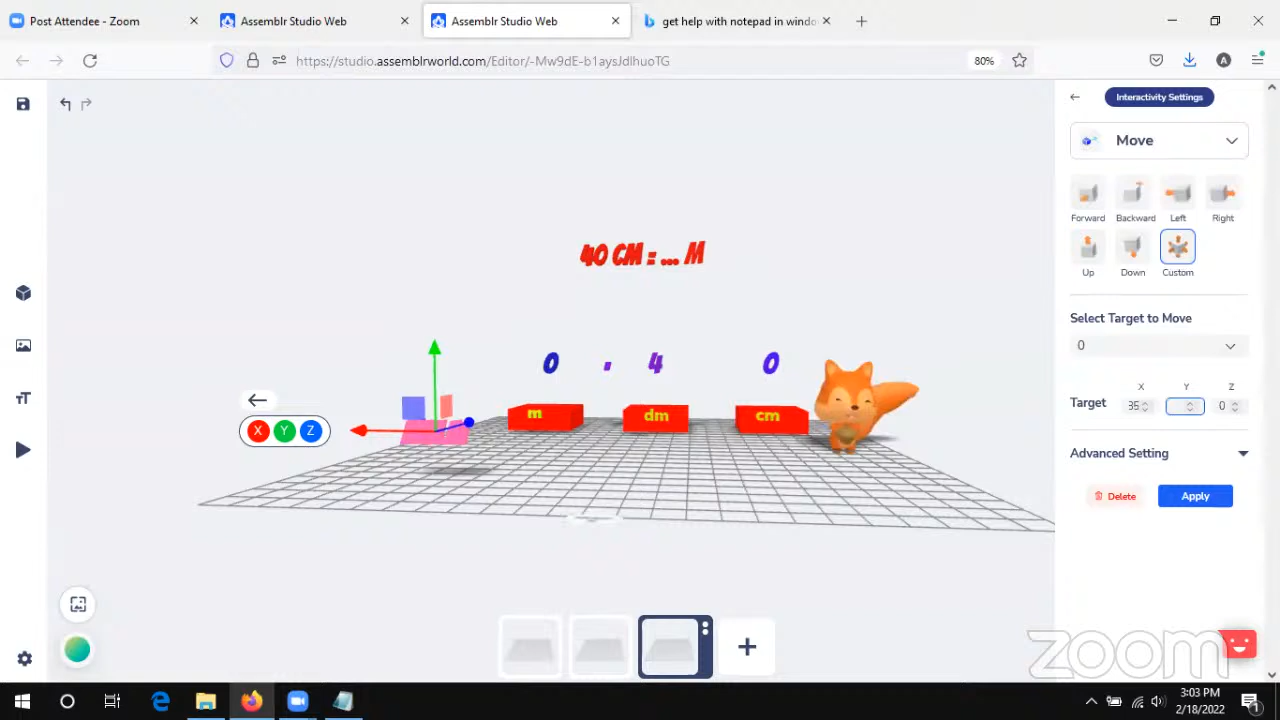 Post Attendee - Zoom
Assemblr Studio Web
Assemblr Studio Web
get help with notepad in windo
https://studio.assemblrworld.com/Editor/-Mw9dE-b1aysJdlhuoTG
80%
A
Interactivity Settings
Move
Forward Backward Left Right
Up Down Custom
Select Target to Move
0
X Y Z
Target 35 0
Advanced Setting
Delete Apply
40 CM = ... M
0 . 4 0
m dm cm
X Y Z
TT
zoom
3:03 PM
2/18/2022
1